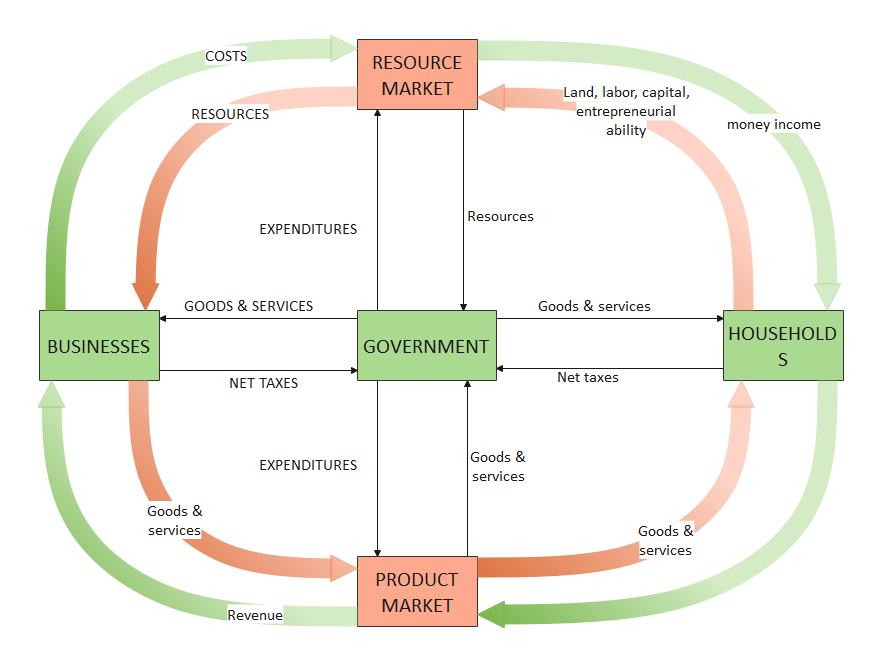 COSTS
RESOURCE
MARKET
Land, labor, capital,
entrepreneurial
ability
RESOURCES
money income
Resources
EXPENDITURES
GOODS & SERVICES
Goods & services
BUSINESSES
GOVERNMENT
HOUSEHOLD
S
NET TAXES
Net taxes
EXPENDITURES
Goods &
services
Goods &
services
Goods &
services
PRODUCT
MARKET
Revenue